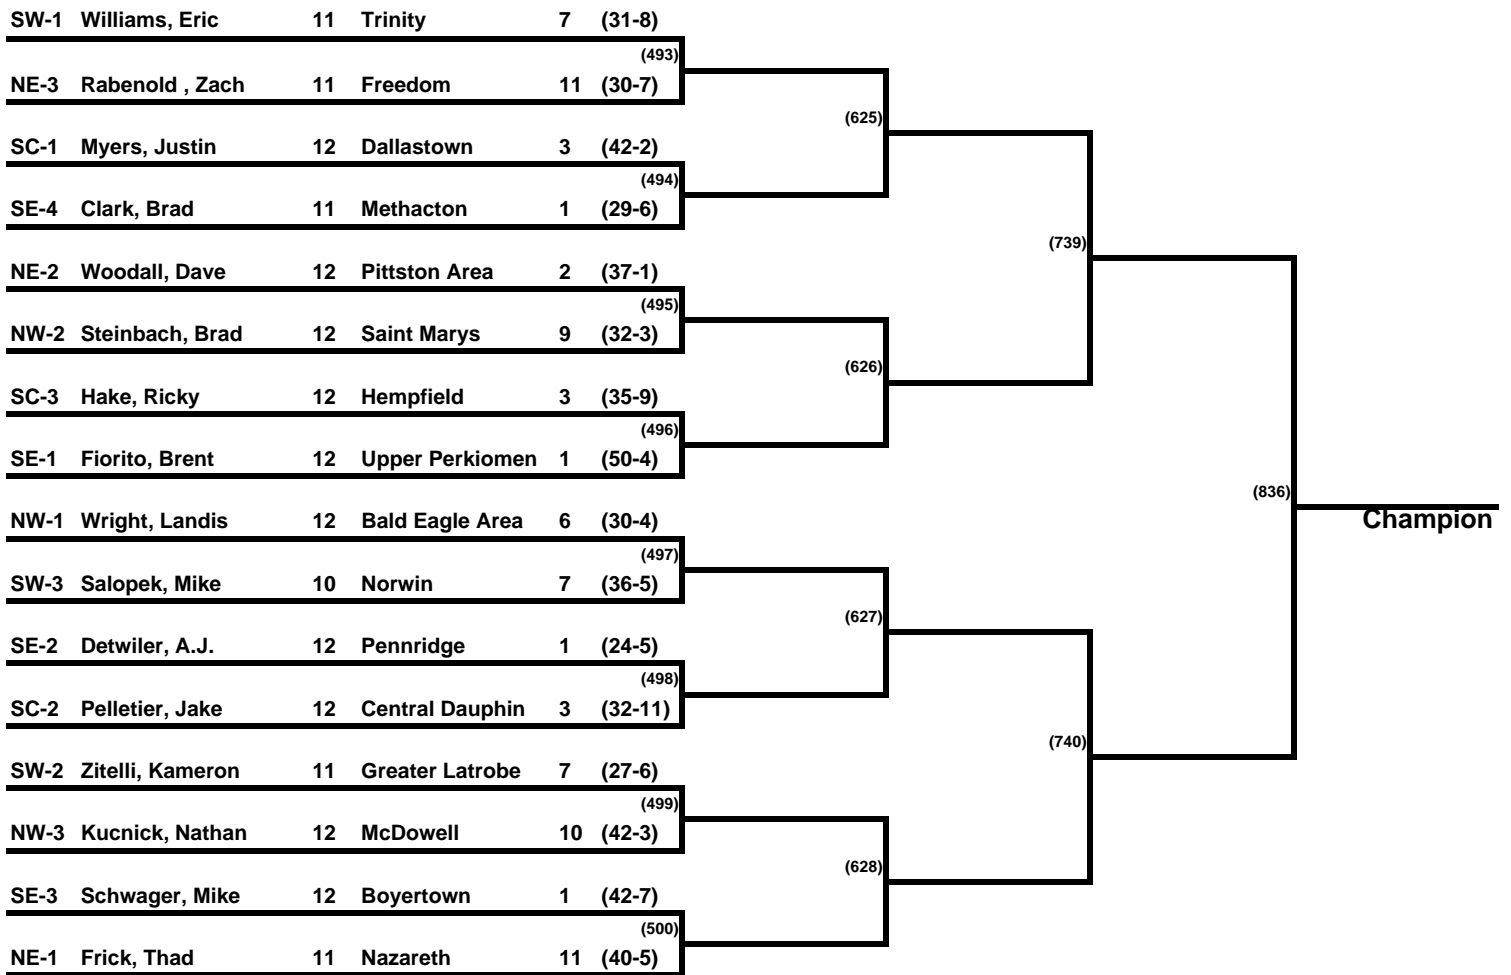 SW-1 Williams, Eric 11 Trinity 7 (31-8)
(493)
NE-3 Rabenold , Zach 11 Freedom 11 (30-7)
(625)
SC-1 Myers, Justin 12 Dallastown 3 (42-2)
(494)
SE-4 Clark, Brad 11 Methacton 1 (29-6)
(739)
NE-2 Woodall, Dave 12 Pittston Area 2 (37-1)
(495)
NW-2 Steinbach, Brad 12 Saint Marys 9 (32-3)
(626)
SC-3 Hake, Ricky 12 Hempfield 3 (35-9)
(496)
SE-1 Fiorito, Brent 12 Upper Perkiomen 1 (50-4)
(836)
NW-1 Wright, Landis 12 Bald Eagle Area 6 (30-4)
Champion
(497)
SW-3 Salopek, Mike 10 Norwin 7 (36-5)
(627)
SE-2 Detwiler, A.J. 12 Pennridge 1 (24-5)
(498)
SC-2 Pelletier, Jake 12 Central Dauphin 3 (32-11)
(740)
SW-2 Zitelli, Kameron 11 Greater Latrobe 7 (27-6)
(499)
NW-3 Kucnick, Nathan 12 McDowell 10 (42-3)
(628)
SE-3 Schwager, Mike 12 Boyertown 1 (42-7)
(500)
NE-1 Frick, Thad 11 Nazareth 11 (40-5)